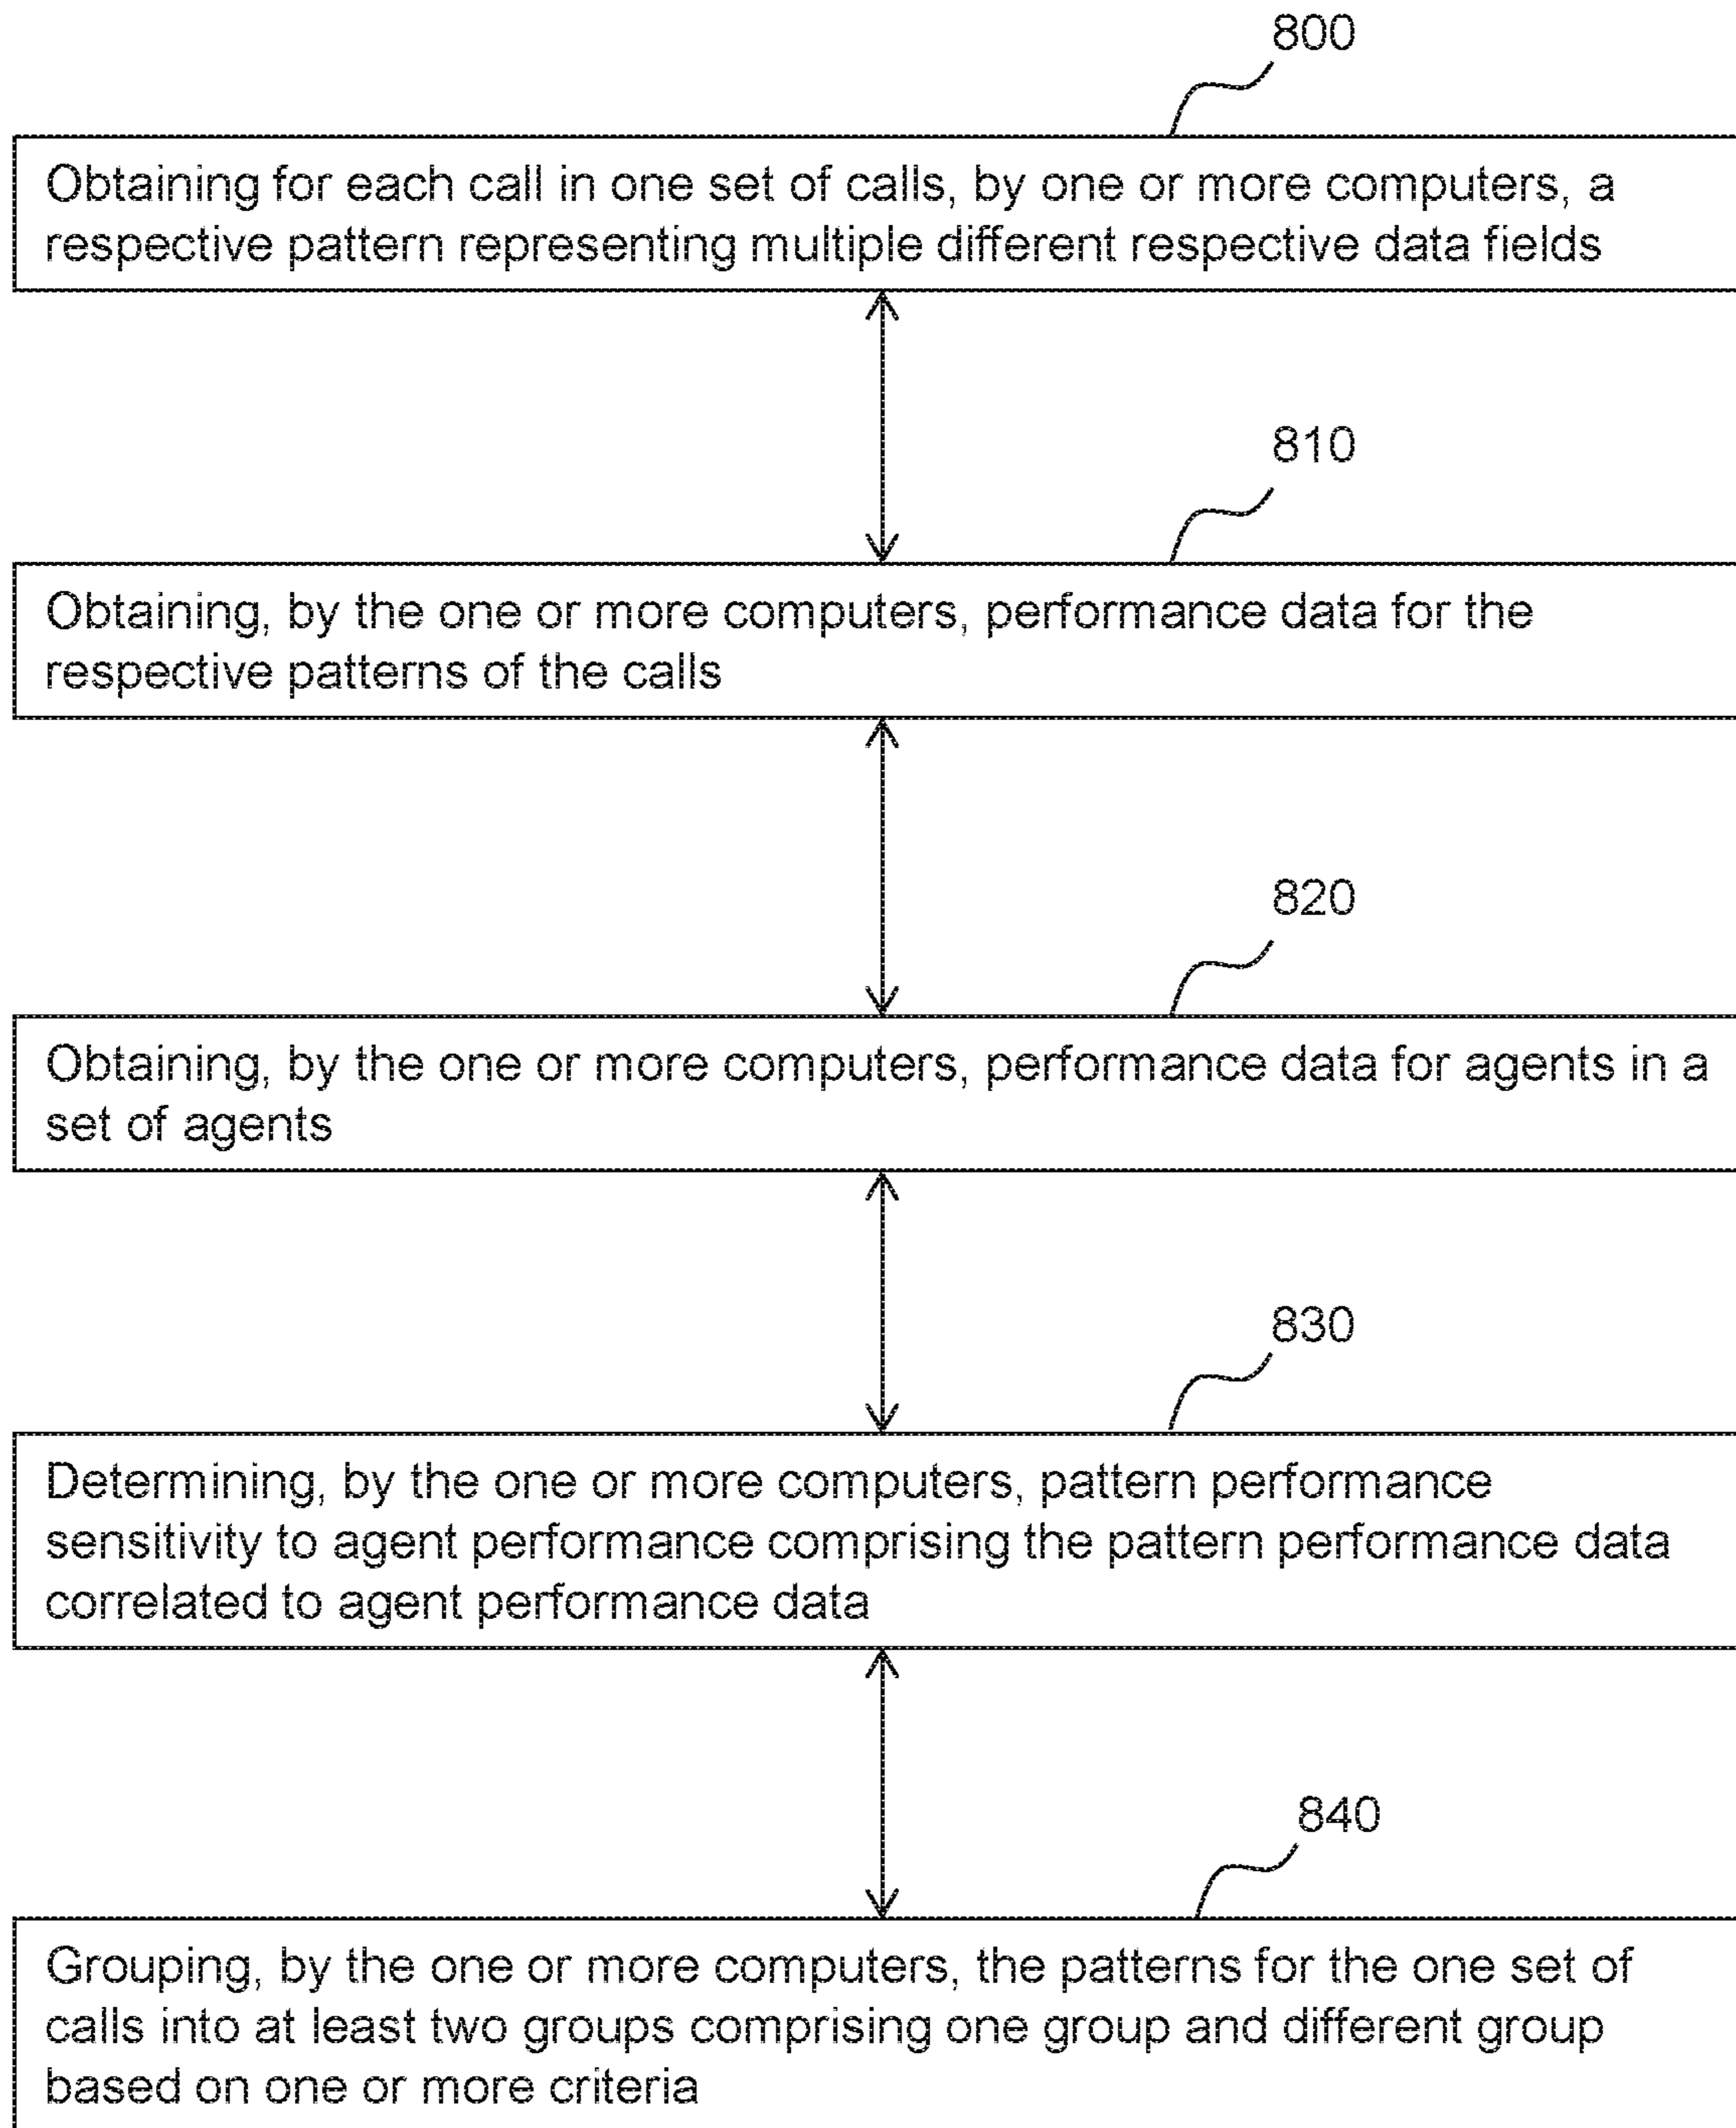 800
Obtaining for each call in one set of calls, by one or more computers, a
respective pattern representing multiple different respective data fields
810
Obtaining, by the one or more computers, performance data for the
respective patterns of the calls
820
Obtaining, by the one or more computers, performance data for agents in a
set of agents
830
Determining, by the one or more computers, pattern performance
sensitivity to agent performance comprising the pattern performance data
correlated to agent performance data
840
Grouping, by the one or more computers, the patterns for the one set of
calls into at least two groups comprising one group and different group
based on one or more criteria